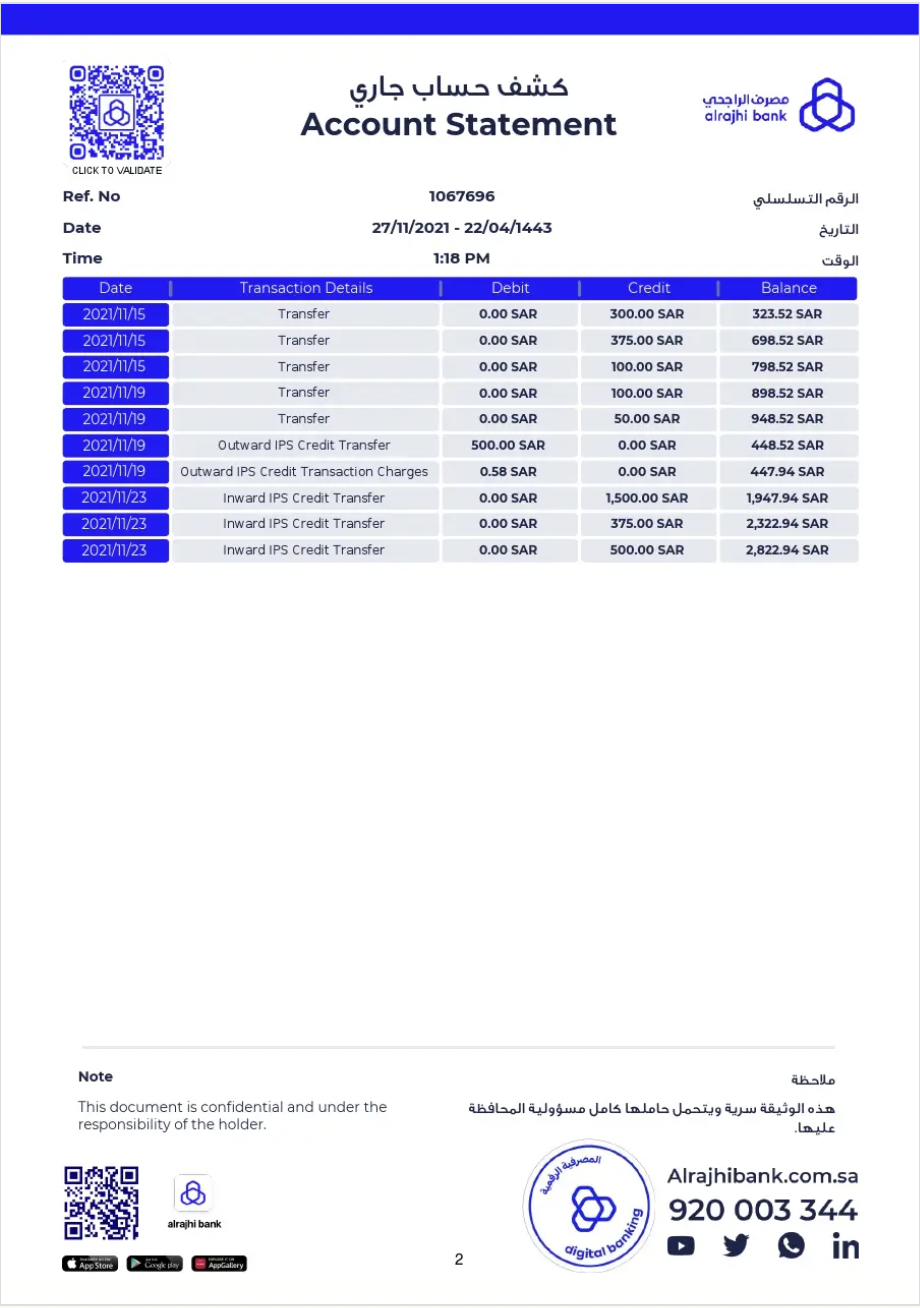 كشف حساب جاري
Account Statement
مصرف الراجحي
alrajhi bank
CLICK TO VALIDATE
Ref. No 1067696 الرقم التسلسلي
Date 27/11/2021 - 22/04/1443 التاريخ
Time 1:18 PM الوقت
Date Transaction Details Debit Credit Balance
2021/11/15 Transfer 0.00 SAR 300.00 SAR 323.52 SAR
2021/11/15 Transfer 0.00 SAR 375.00 SAR 698.52 SAR
2021/11/15 Transfer 0.00 SAR 100.00 SAR 798.52 SAR
2021/11/19 Transfer 0.00 SAR 100.00 SAR 898.52 SAR
2021/11/19 Transfer 0.00 SAR 50.00 SAR 948.52 SAR
2021/11/19 Outward IPS Credit Transfer 500.00 SAR 0.00 SAR 448.52 SAR
2021/11/19 Outward IPS Credit Transaction Charges 0.58 SAR 0.00 SAR 447.94 SAR
2021/11/23 Inward IPS Credit Transfer 0.00 SAR 1,500.00 SAR 1,947.94 SAR
2021/11/23 Inward IPS Credit Transfer 0.00 SAR 375.00 SAR 2,322.94 SAR
2021/11/23 Inward IPS Credit Transfer 0.00 SAR 500.00 SAR 2,822.94 SAR
Note
This document is confidential and under the
responsibility of the holder.
ملاحظة
هذه الوثيقة سرية ويتحمل حاملها كامل مسؤولية المحافظة
عليها.
alrajhi bank
App Store Google play AppGallery
2
المصرفية الرقمية
digital banking
Alrajhibank.com.sa
920 003 344